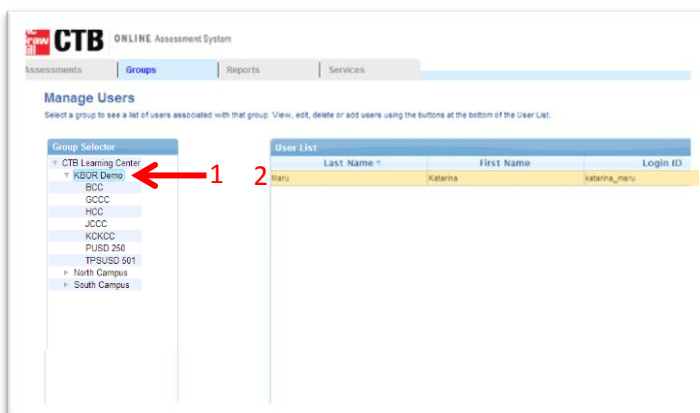 CTB ONLINE Assessment System
Assessments Groups Reports Services
Manage Users
Select a group to see a list of users associated with that group. View, edit, delete or add users using the buttons at the bottom of the User List.
Group Selector
CTB Learning Center
KBOR Demo
BCC
GCCC
HCC
JCCC
KCKCC
PUSD 250
TPSUSD 501
North Campus
South Campus
1
2
User List
Last Name First Name Login ID
Maru Katarina katarina_maru